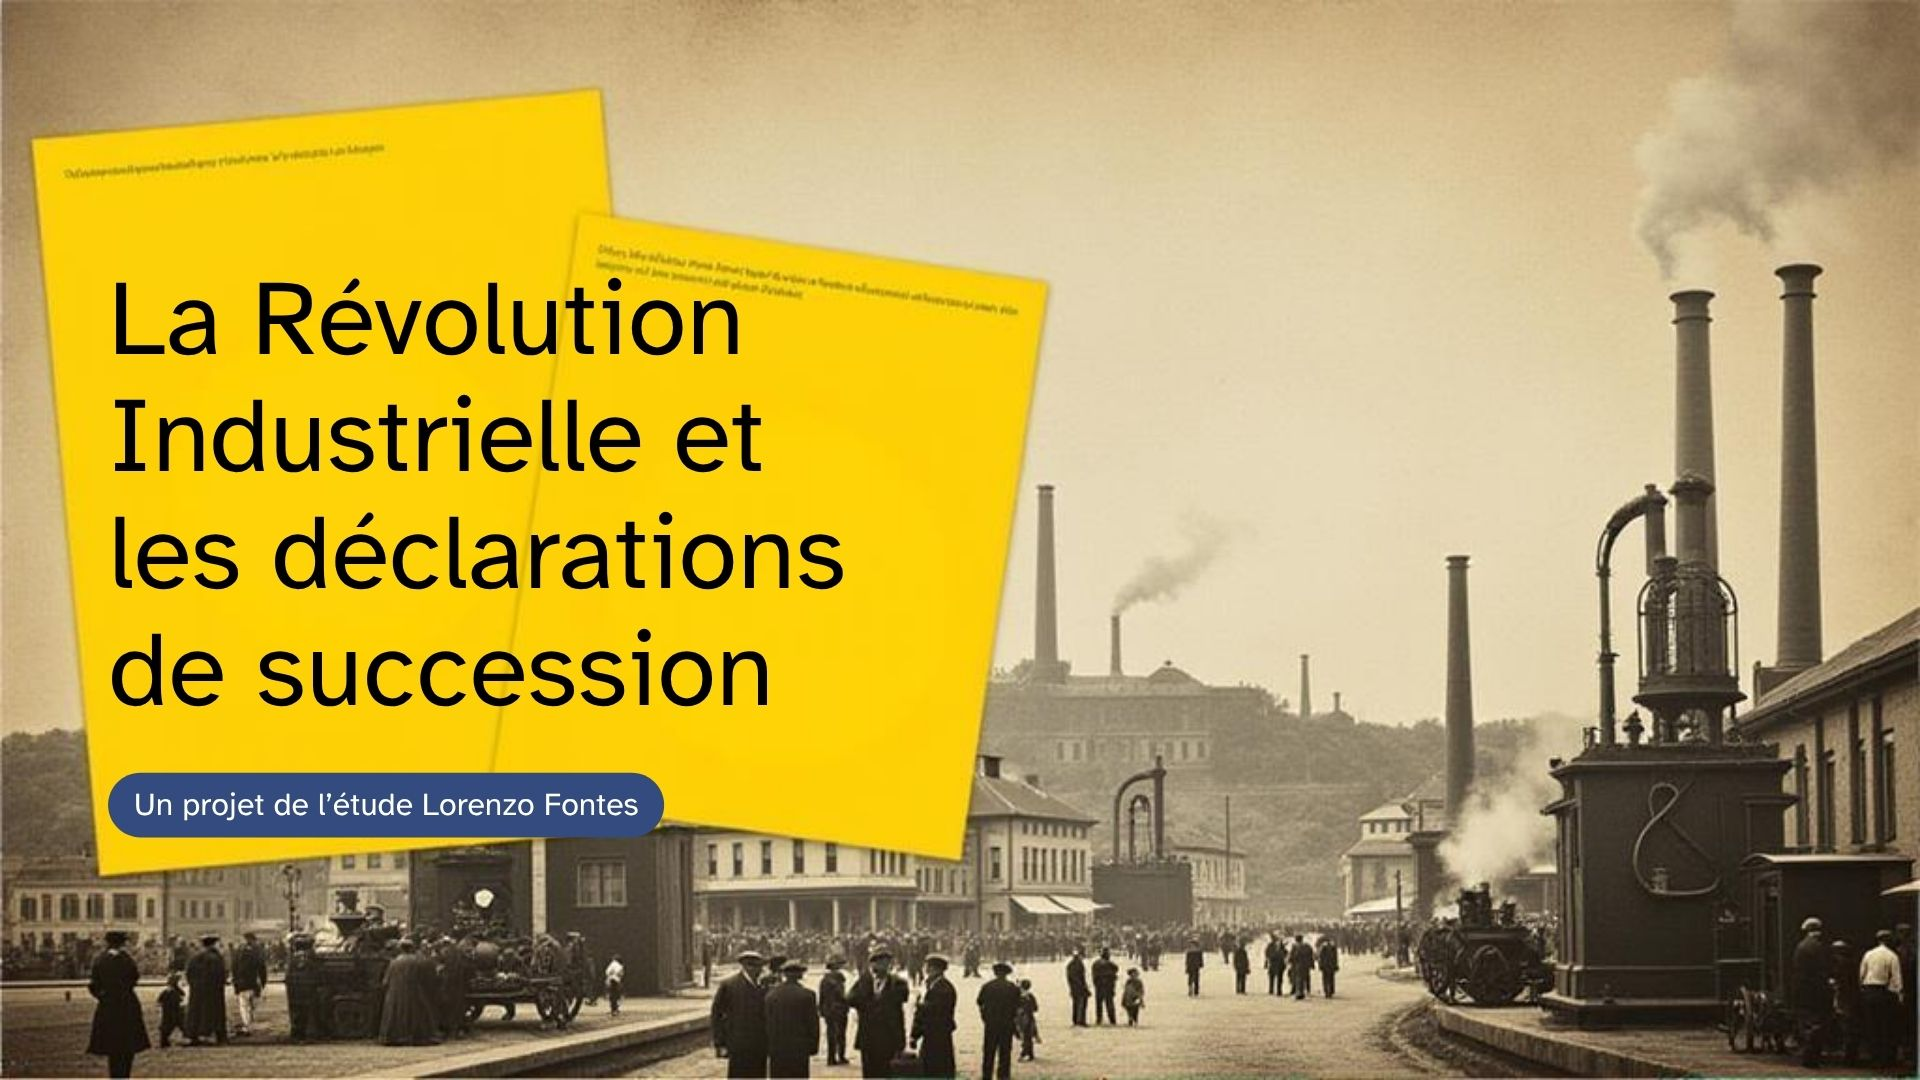 La Révolution
Industrielle et
les déclarations
de succession
Un projet de l’étude Lorenzo Fontes
&